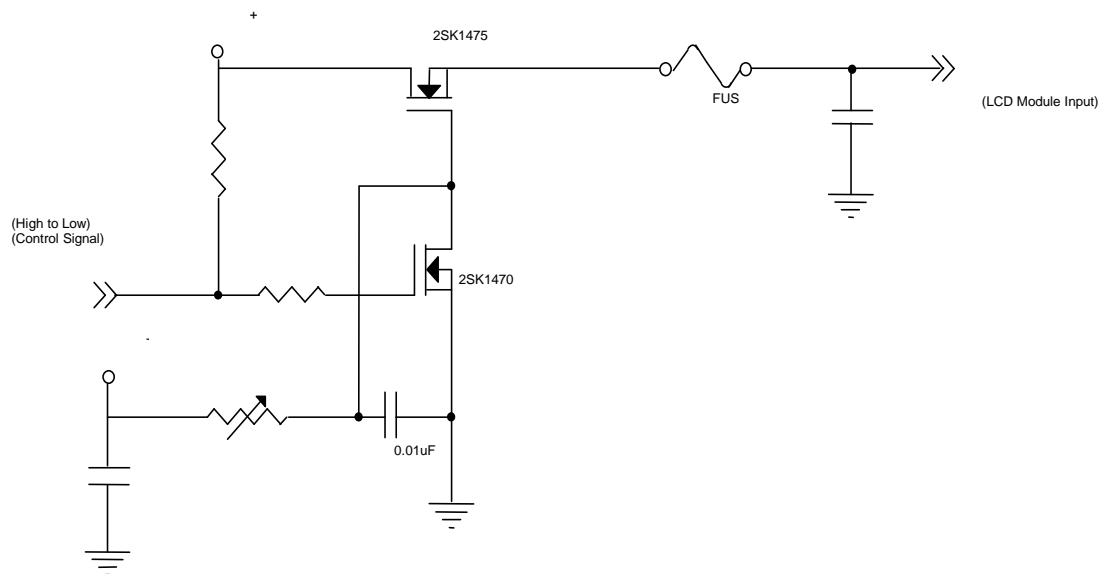 +
2SK1475
FUS
(LCD Module Input)
(High to Low)
(Control Signal)
2SK1470
-
0.01uF